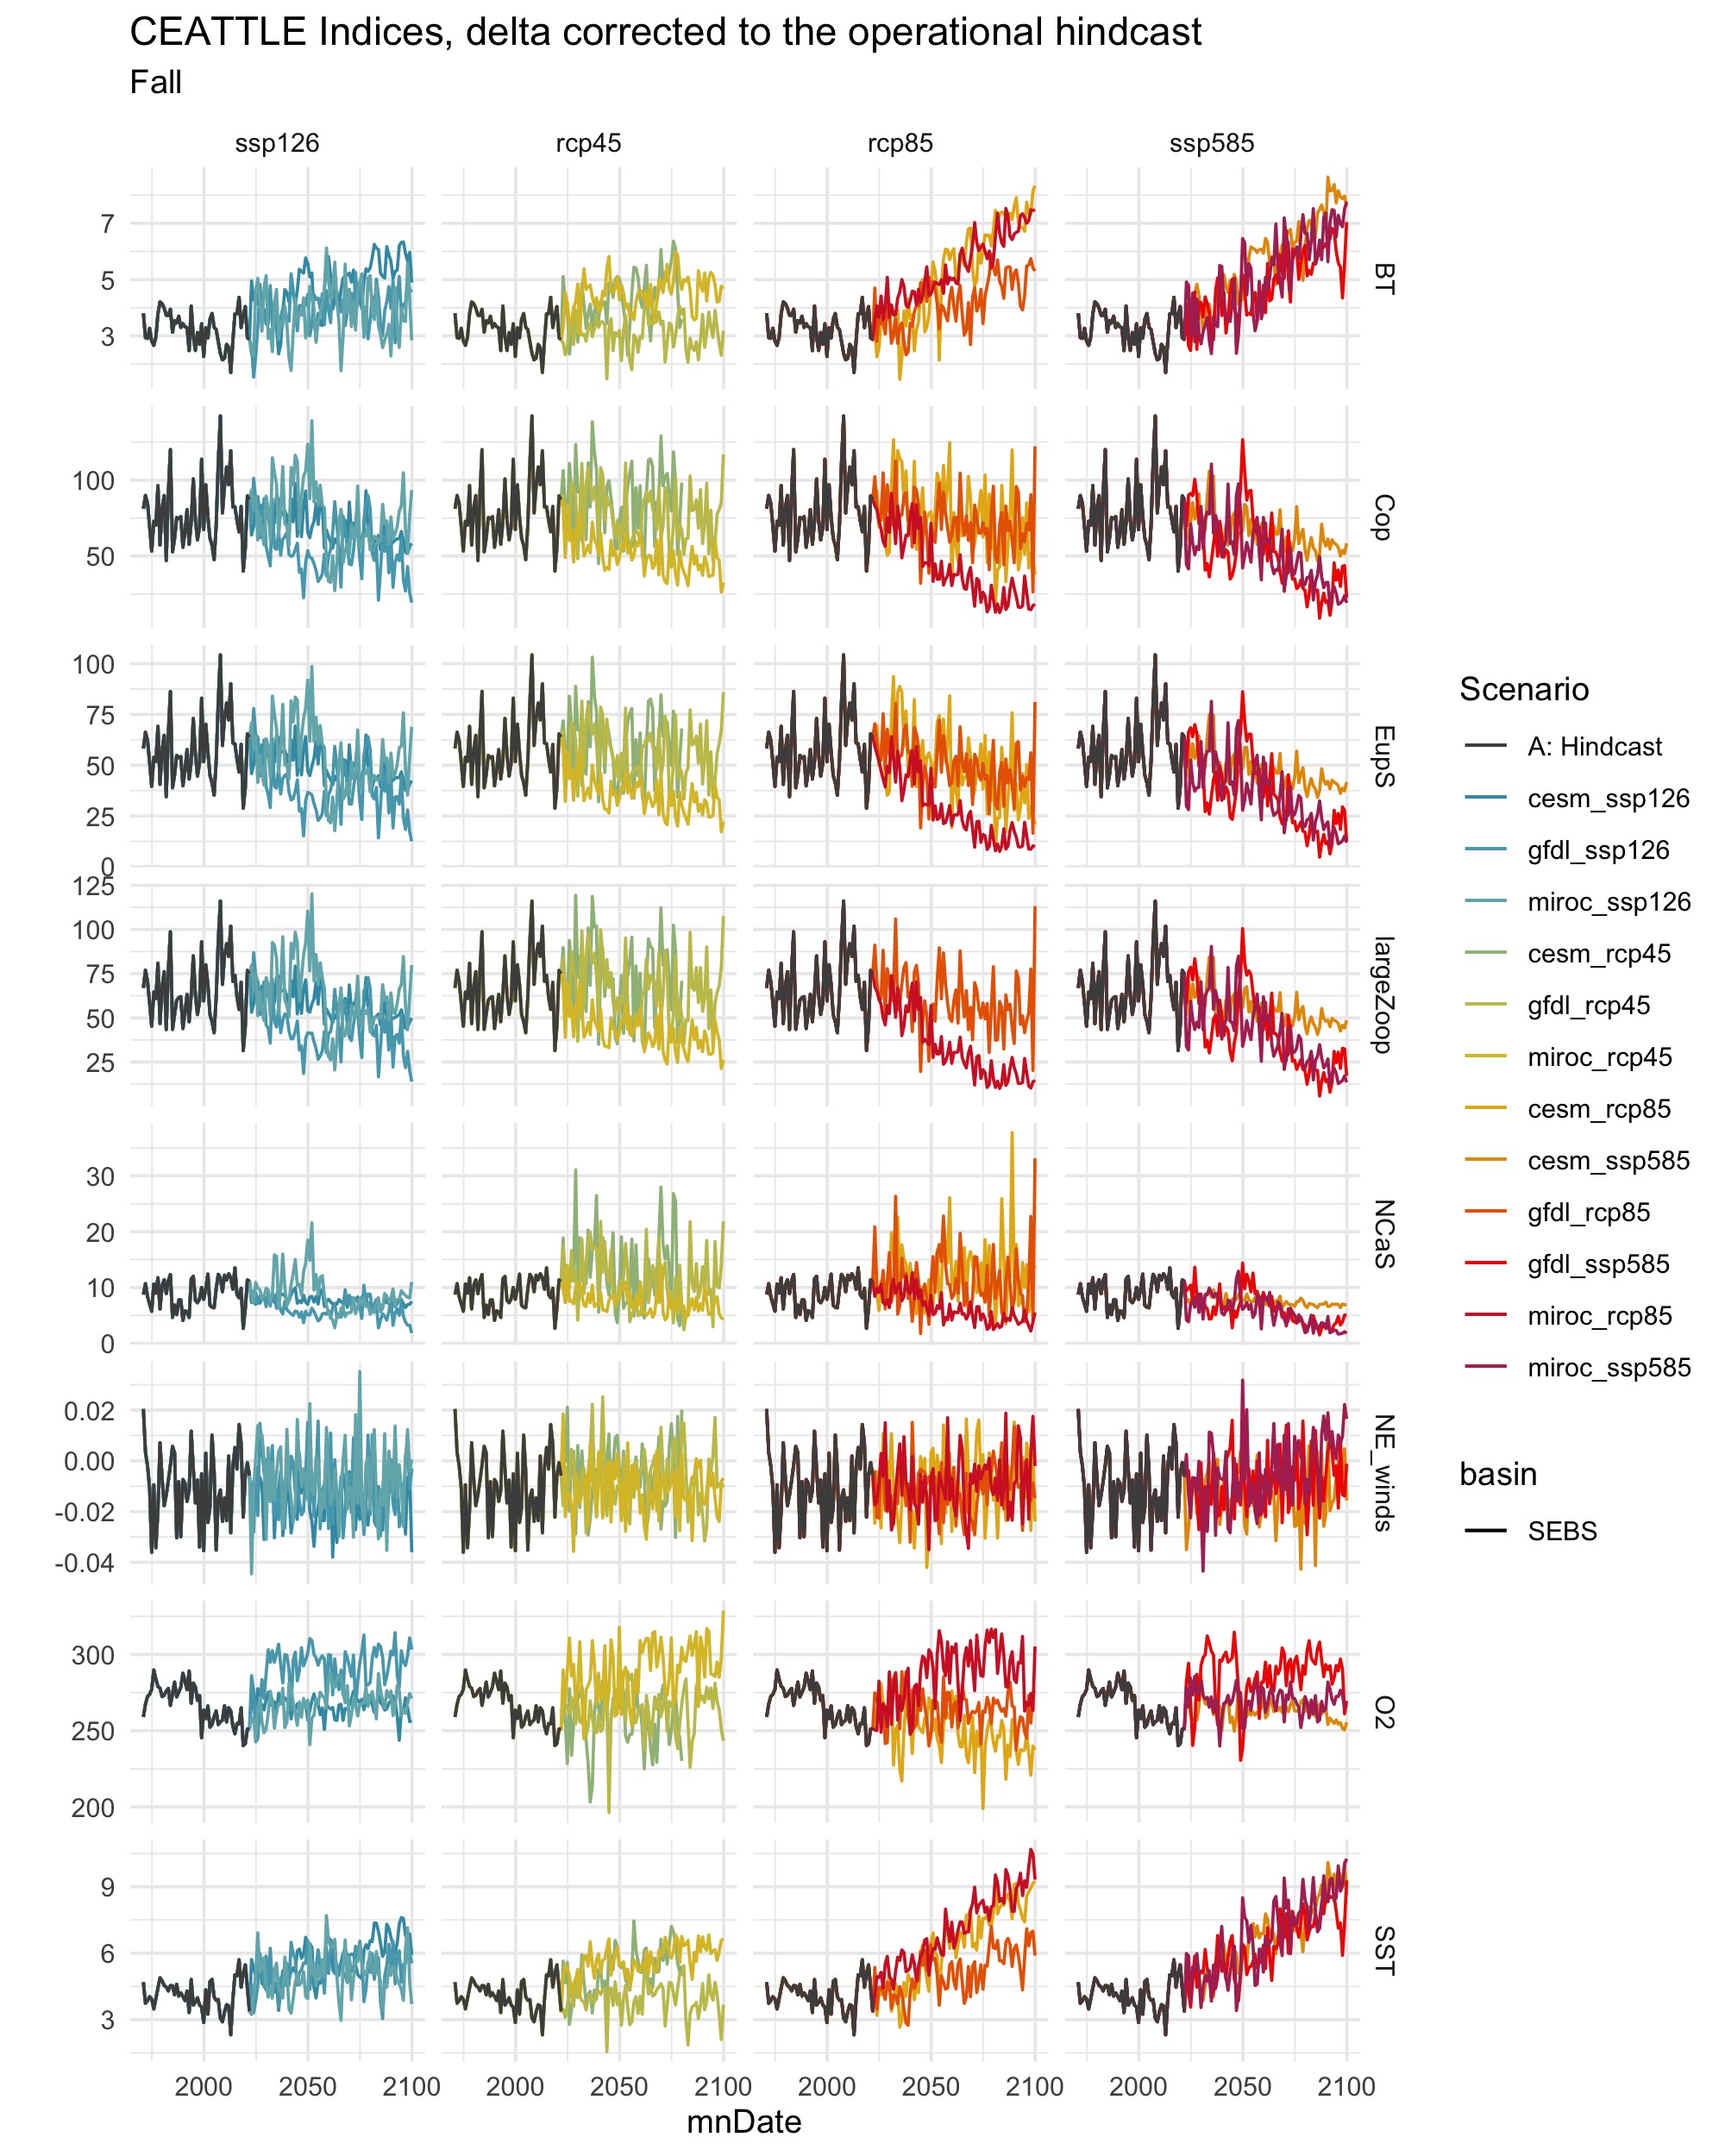 CEATTLE Indices, delta corrected to the operational hindcast
Fall
ssp126 rcp45 rcp85 ssp585
7
5
3
BT
100
50
Cop
100
75
50
25
0
EupS
125
100
75
50
25
largeZoop
30
20
10
0
NCaS
0.02
0.00
-0.02
-0.04
NE_winds
300
250
200
O2
9
6
3
SST
2000 2050 2100 2000 2050 2100 2000 2050 2100 2000 2050 2100
mnDate
Scenario
A: Hindcast
cesm_ssp126
gfdl_ssp126
miroc_ssp126
cesm_rcp45
gfdl_rcp45
miroc_rcp45
cesm_rcp85
cesm_ssp585
gfdl_rcp85
gfdl_ssp585
miroc_rcp85
miroc_ssp585
basin
SEBS